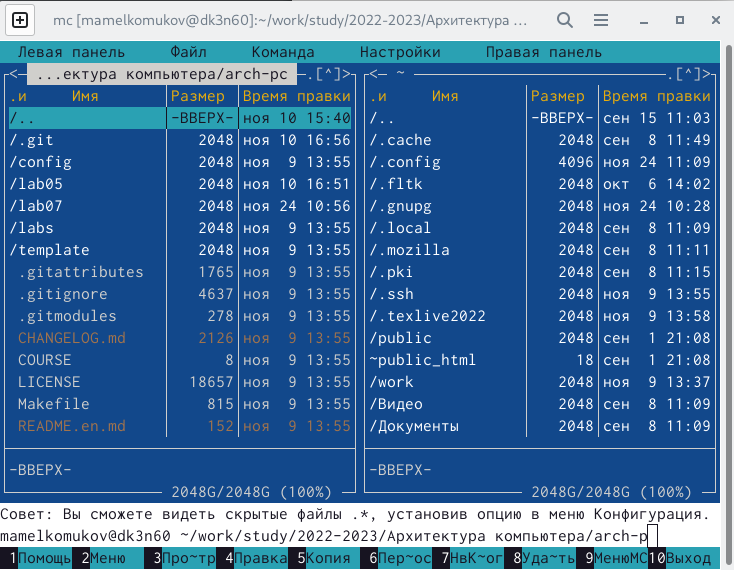 mc [mamelkomukov@dk3n60]:~/work/study/2022-2023/Архитектура ...
Левая панель Файл Команда Настройки Правая панель
<— ...ектура компьютера/arch-pc —.[^]>
.и Имя Размер Время правки
/.. -ВВЕРХ- ноя 10 15:40
/.git 2048 ноя 10 16:56
/config 2048 ноя 9 13:55
/lab05 2048 ноя 10 16:51
/lab07 2048 ноя 24 10:56
/labs 2048 ноя 9 13:55
/template 2048 ноя 9 13:55
.gitattributes 1765 ноя 9 13:55
.gitignore 4637 ноя 9 13:55
.gitmodules 278 ноя 9 13:55
CHANGELOG.md 2126 ноя 9 13:55
COURSE 8 ноя 9 13:55
LICENSE 18657 ноя 9 13:55
Makefile 815 ноя 9 13:55
README.en.md 152 ноя 9 13:55
-ВВЕРХ-
2048G/2048G (100%)
<— ~ —.[^]>
.и Имя Размер Время правки
/.. -ВВЕРХ- сен 15 11:03
/.cache 2048 сен 8 11:49
/.config 4096 ноя 24 11:09
/.fltk 2048 окт 6 14:02
/.gnupg 2048 ноя 24 10:28
/.local 2048 сен 8 11:09
/.mozilla 2048 сен 8 11:11
/.pki 2048 сен 8 11:15
/.ssh 2048 ноя 9 13:55
/.texlive2022 2048 ноя 9 13:58
/public 2048 сен 1 21:08
~public_html 18 сен 1 21:08
/work 2048 ноя 9 13:37
/Видео 2048 сен 8 11:09
/Документы 2048 сен 8 11:09
-ВВЕРХ-
2048G/2048G (100%)
Совет: Вы сможете видеть скрытые файлы .*, установив опцию в меню Конфигурация.
mamelkomukov@dk3n60 ~/work/study/2022-2023/Архитектура компьютера/arch-p
1Помощь 2Меню 3Про~тр 4Правка 5Копия 6Пер~ос 7НвК~ог 8Уда~ть 9МенюMC 10Выход